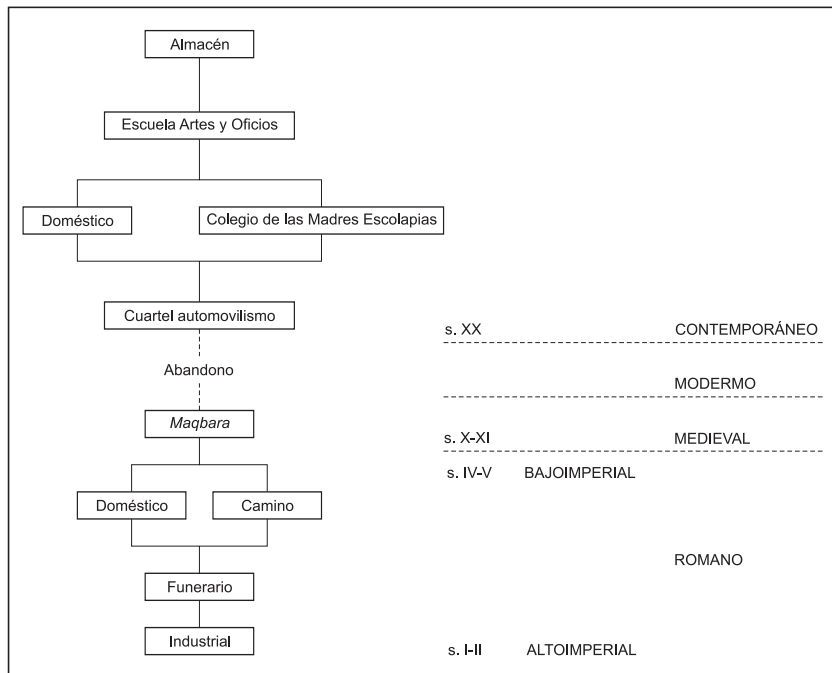 Almacén
Escuela Artes y Oficios
Doméstico
Colegio de las Madres Escolapias
Cuartel automovilismo
s. XX CONTEMPORÁNEO
Abandono
MODERMO
Maqbara
s. X-XI MEDIEVAL
s. IV-V BAJOIMPERIAL
Doméstico Camino
ROMANO
Funerario
Industrial
s. I-II ALTOIMPERIAL